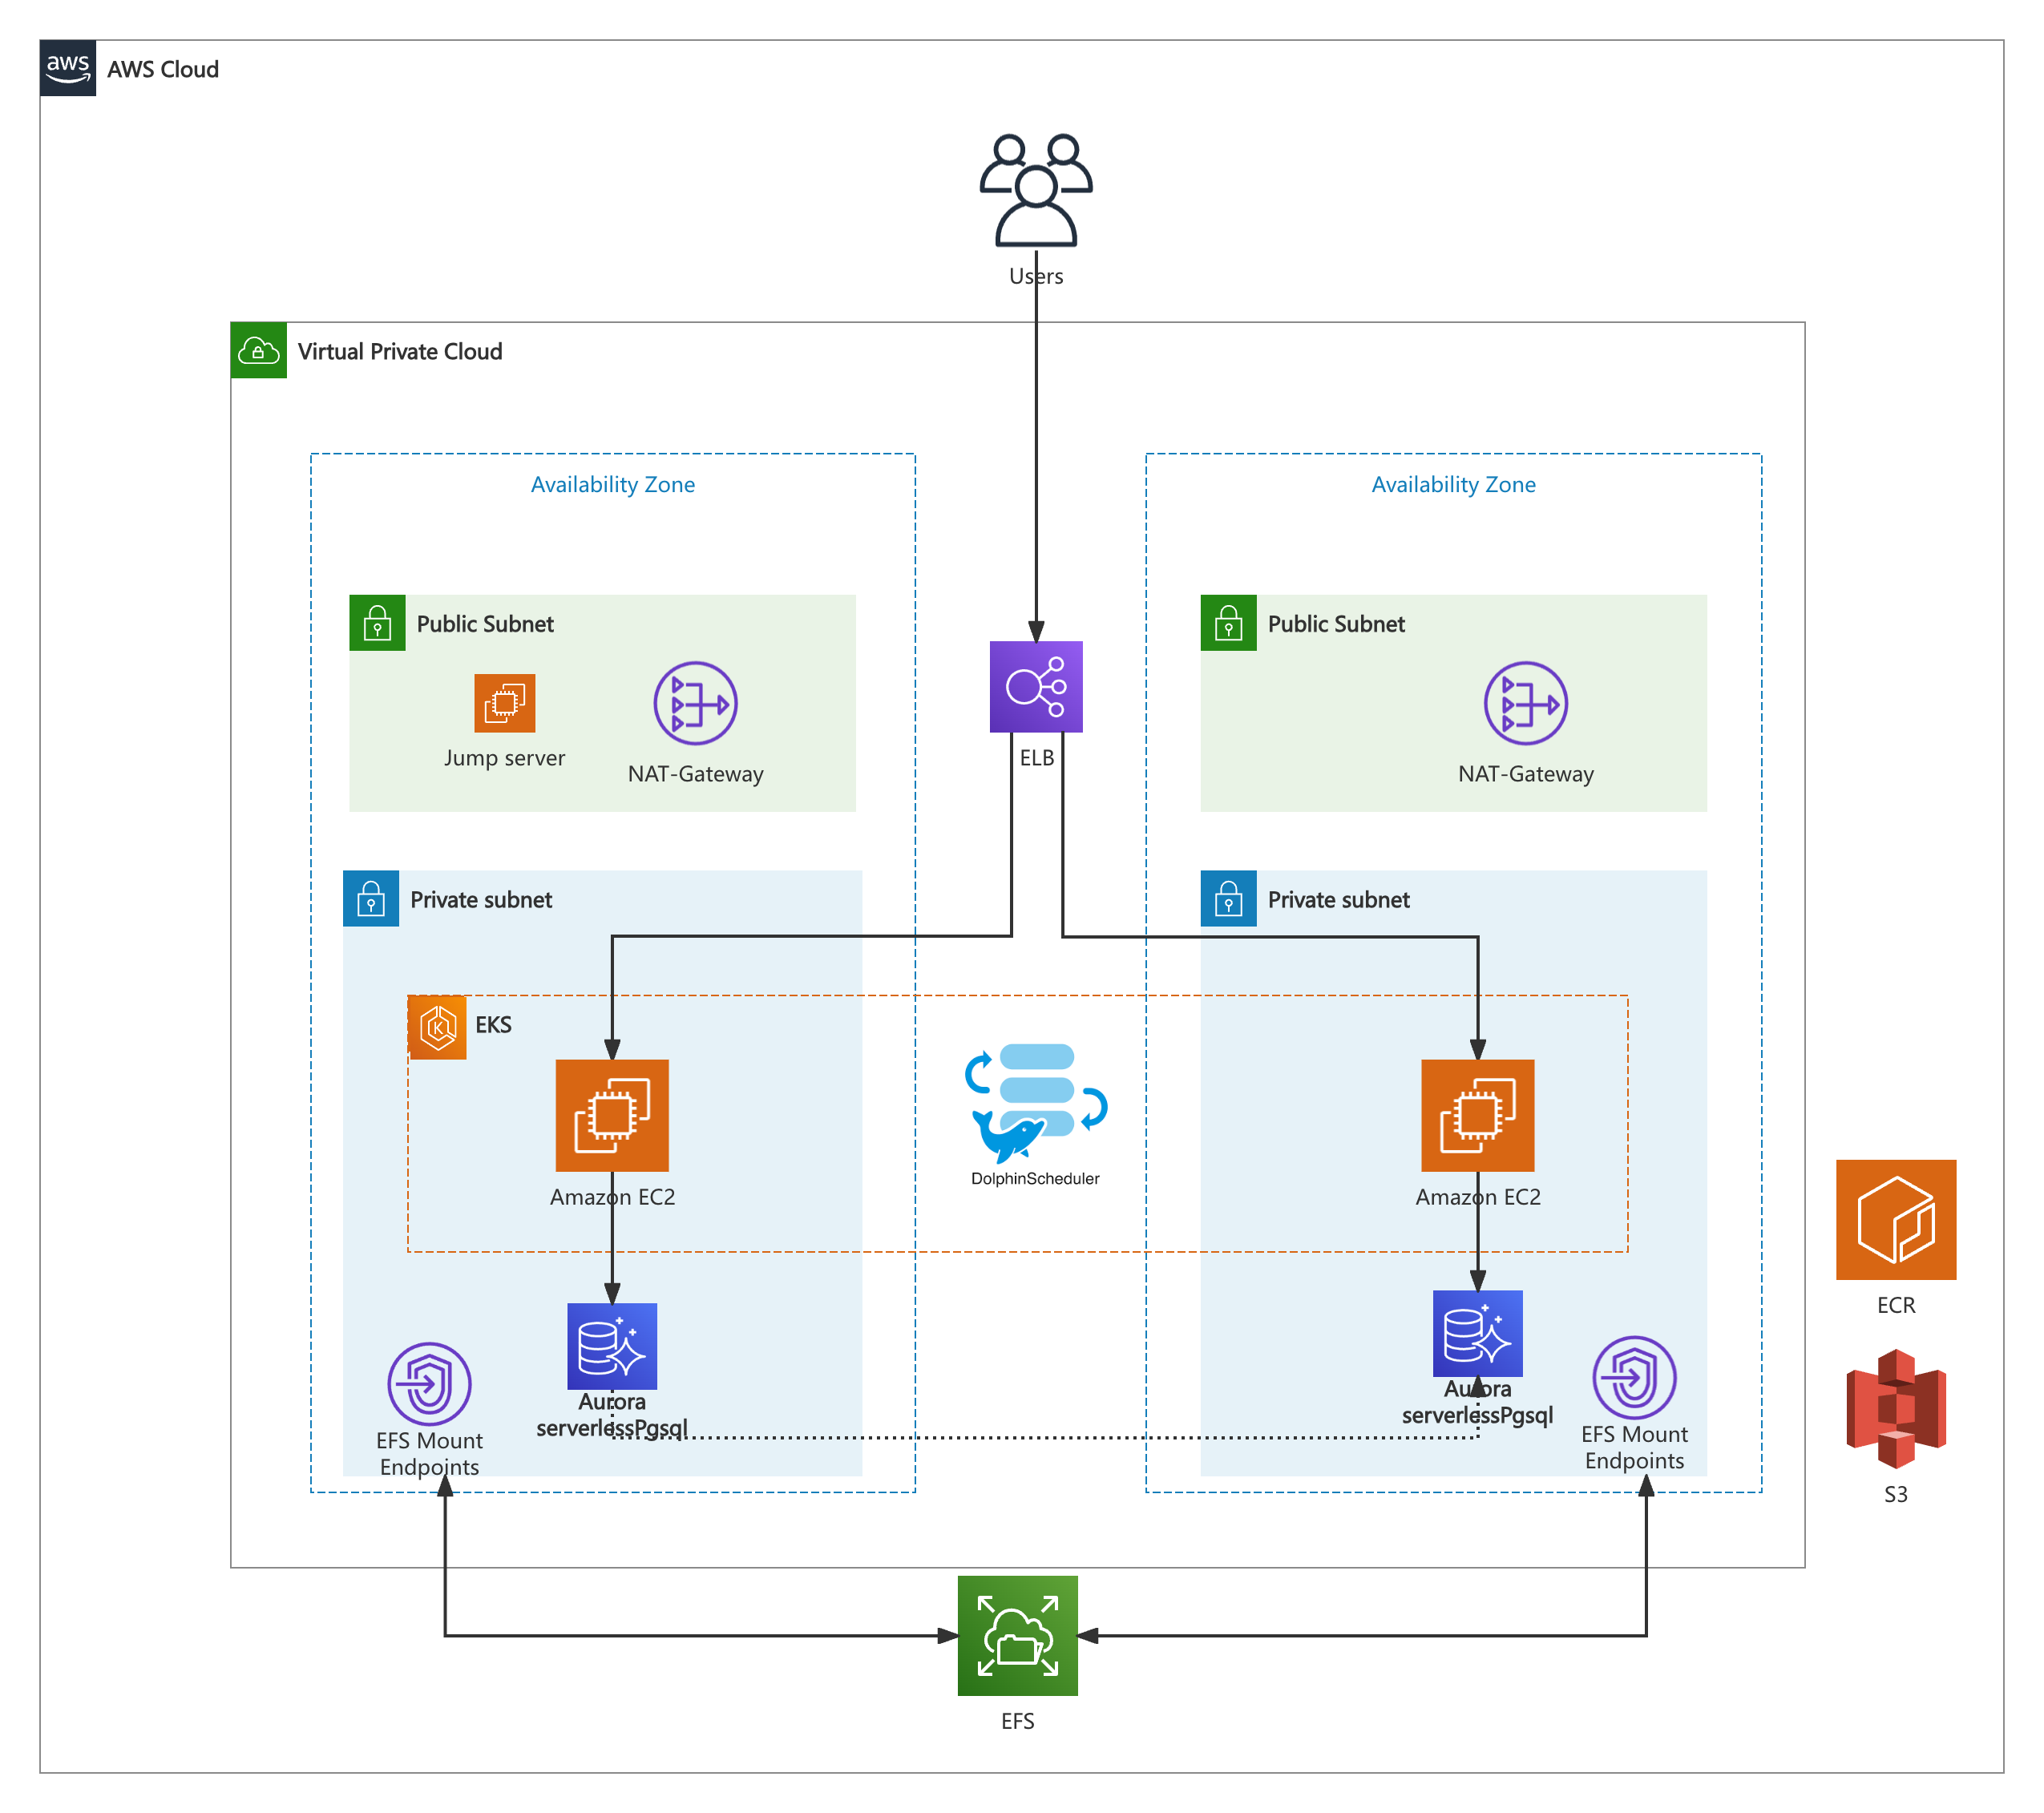 aws
AWS Cloud
Users
Virtual Private Cloud
Availability Zone
Availability Zone
Public Subnet
Public Subnet
Jump server
NAT-Gateway
ELB
NAT-Gateway
Private subnet
Private subnet
K
EKS
DolphinScheduler
Amazon EC2
Amazon EC2
ECR
Aurora
serverlessPgsql
Aurora
serverlessPgsql
EFS Mount
Endpoints
EFS Mount
Endpoints
S3
EFS